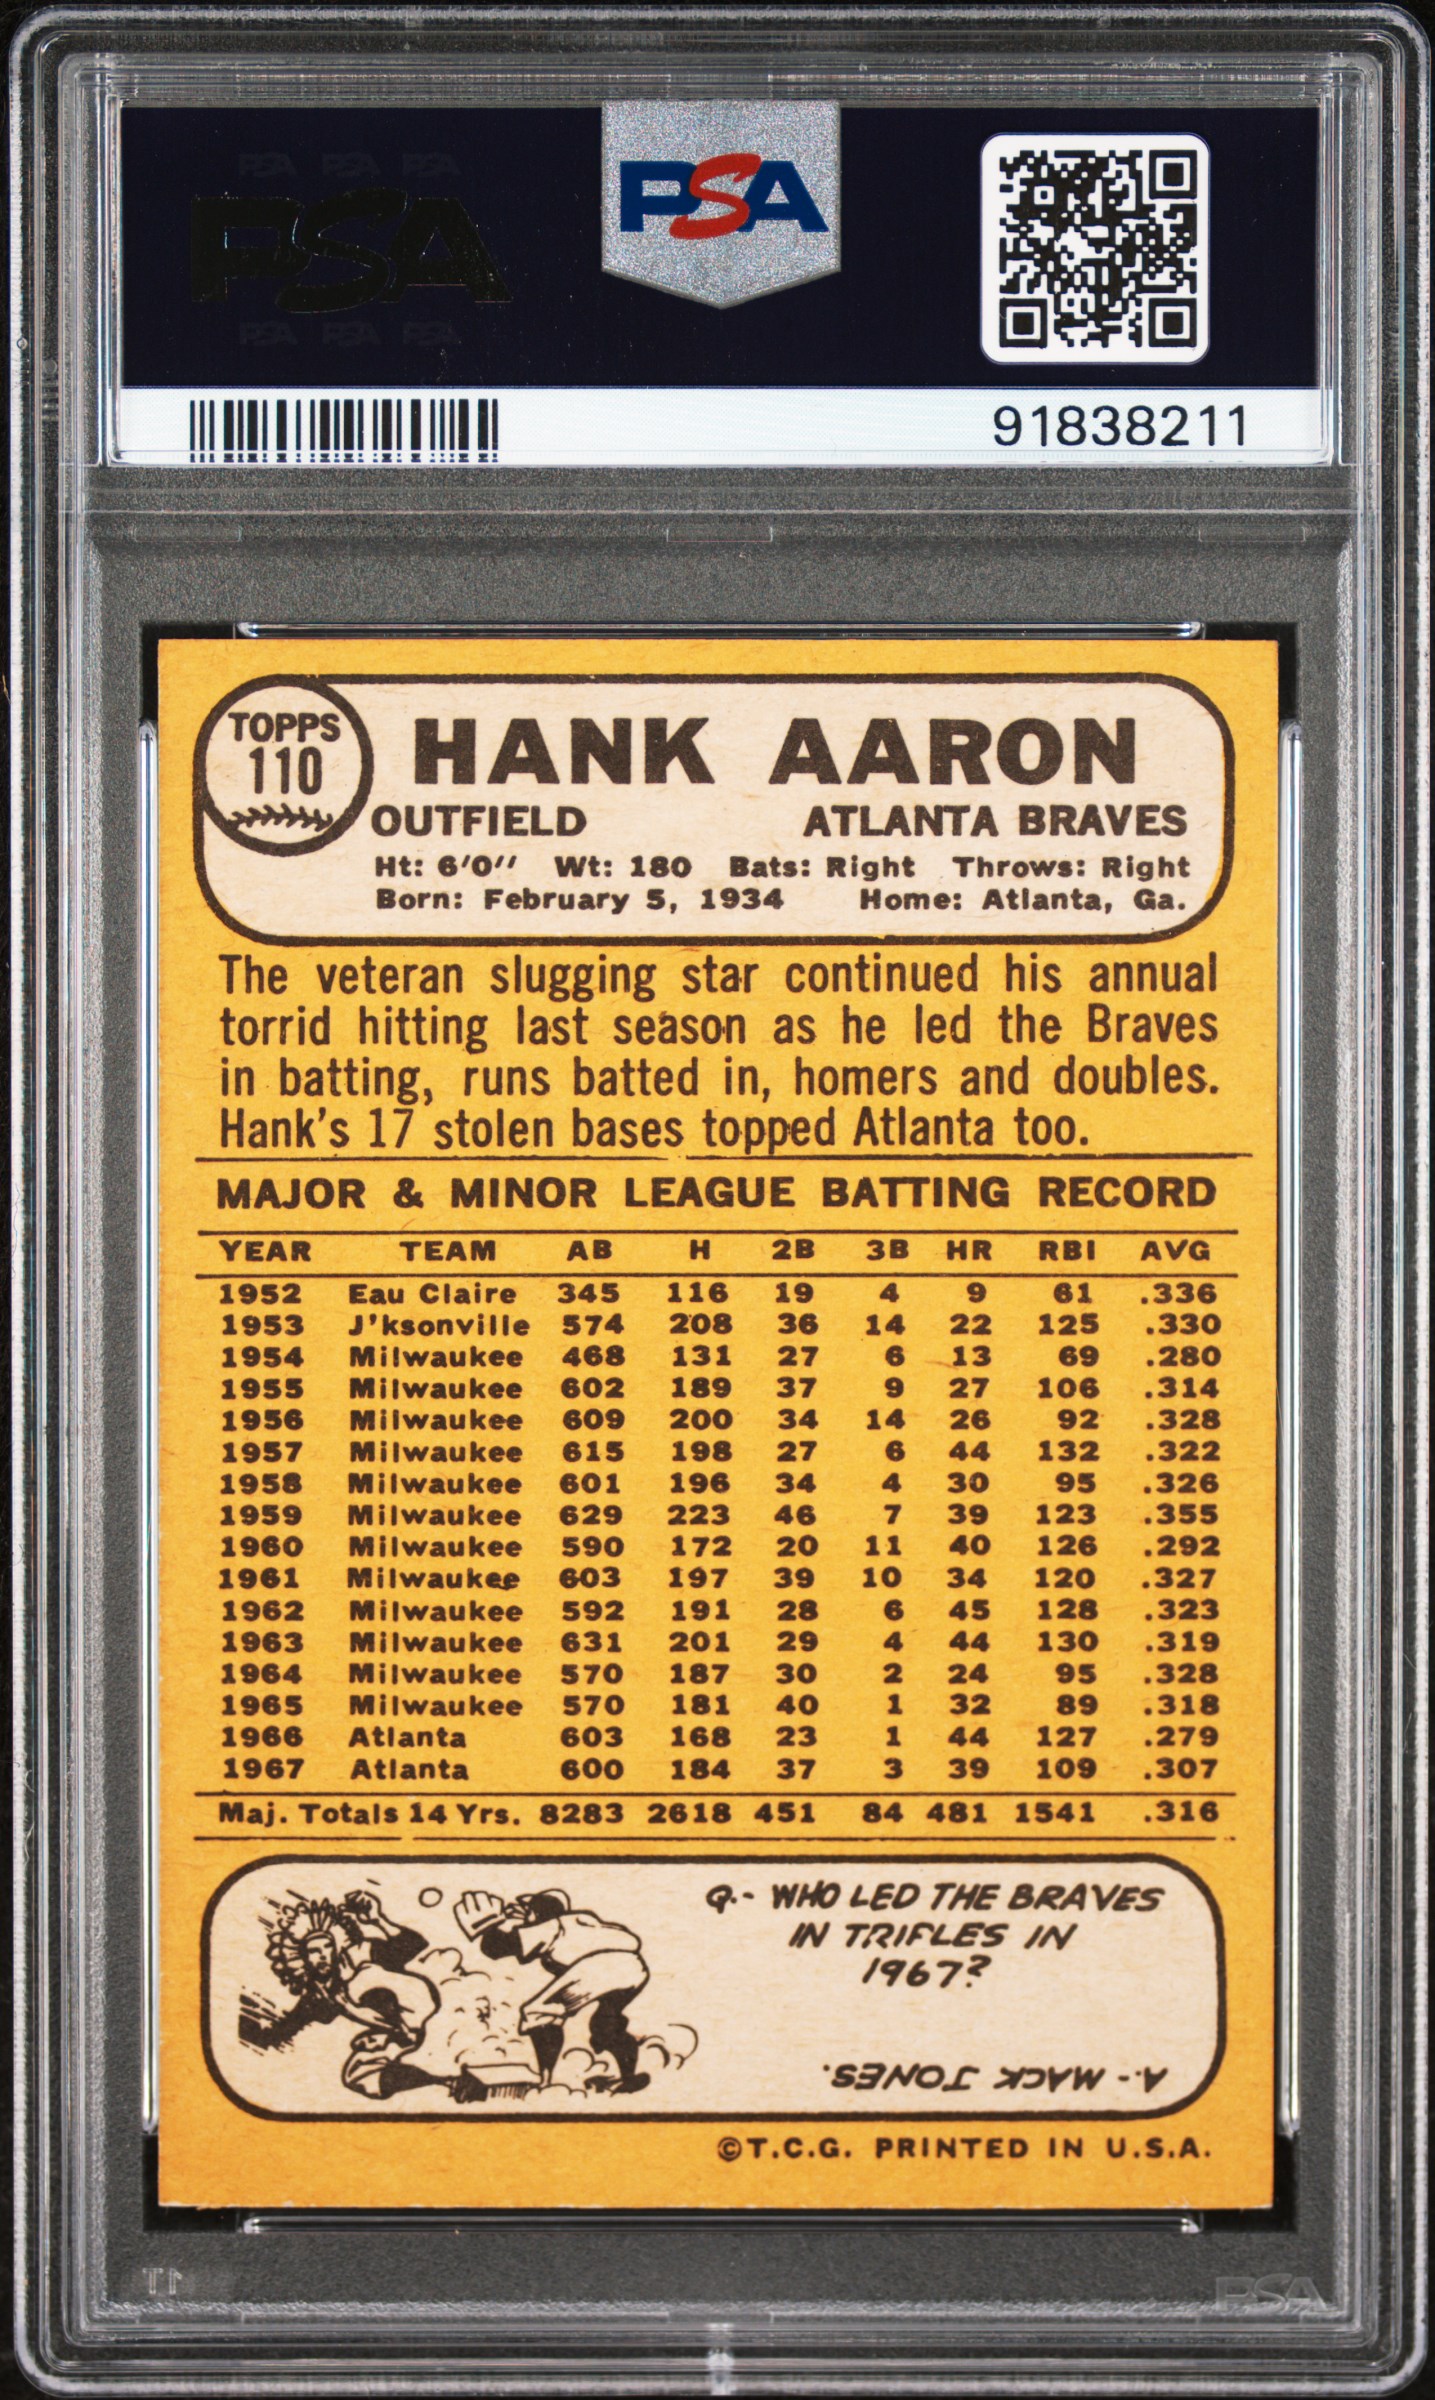 PSA PSA PSA
PSA
PSA PSA PSA
PSA
91838211
TOPPS
110
HANK AARON
OUTFIELD ATLANTA BRAVES
Ht: 6'0'' Wt: 180 Bats: Right Throws: Right
Born: February 5, 1934 Home: Atlanta, Ga.
The veteran slugging star continued his annual
torrid hitting last season as he led the Braves
in batting, runs batted in, homers and doubles.
Hank's 17 stolen bases topped Atlanta too.
MAJOR & MINOR LEAGUE BATTING RECORD
YEAR TEAM AB H 2B 3B HR RBI AVG
1952 Eau Claire 345 116 19 4 9 61 .336
1953 J'ksonville 574 208 36 14 22 125 .330
1954 Milwaukee 468 131 27 6 13 69 .280
1955 Milwaukee 602 189 37 9 27 106 .314
1956 Milwaukee 609 200 34 14 26 92 .328
1957 Milwaukee 615 198 27 6 44 132 .322
1958 Milwaukee 601 196 34 4 30 95 .326
1959 Milwaukee 629 223 46 7 39 123 .355
1960 Milwaukee 590 172 20 11 40 126 .292
1961 Milwaukee 603 197 39 10 34 120 .327
1962 Milwaukee 592 191 28 6 45 128 .323
1963 Milwaukee 631 201 29 4 44 130 .319
1964 Milwaukee 570 187 30 2 24 95 .328
1965 Milwaukee 570 181 40 1 32 89 .318
1966 Atlanta 603 168 23 1 44 127 .279
1967 Atlanta 600 184 37 3 39 109 .307
Maj. Totals 14 Yrs. 8283 2618 451 84 481 1541 .316
Q.- WHO LED THE BRAVES
IN TRIFLES IN
1967?
A.- MACK JONES.
©T.C.G. PRINTED IN U.S.A.
PSA